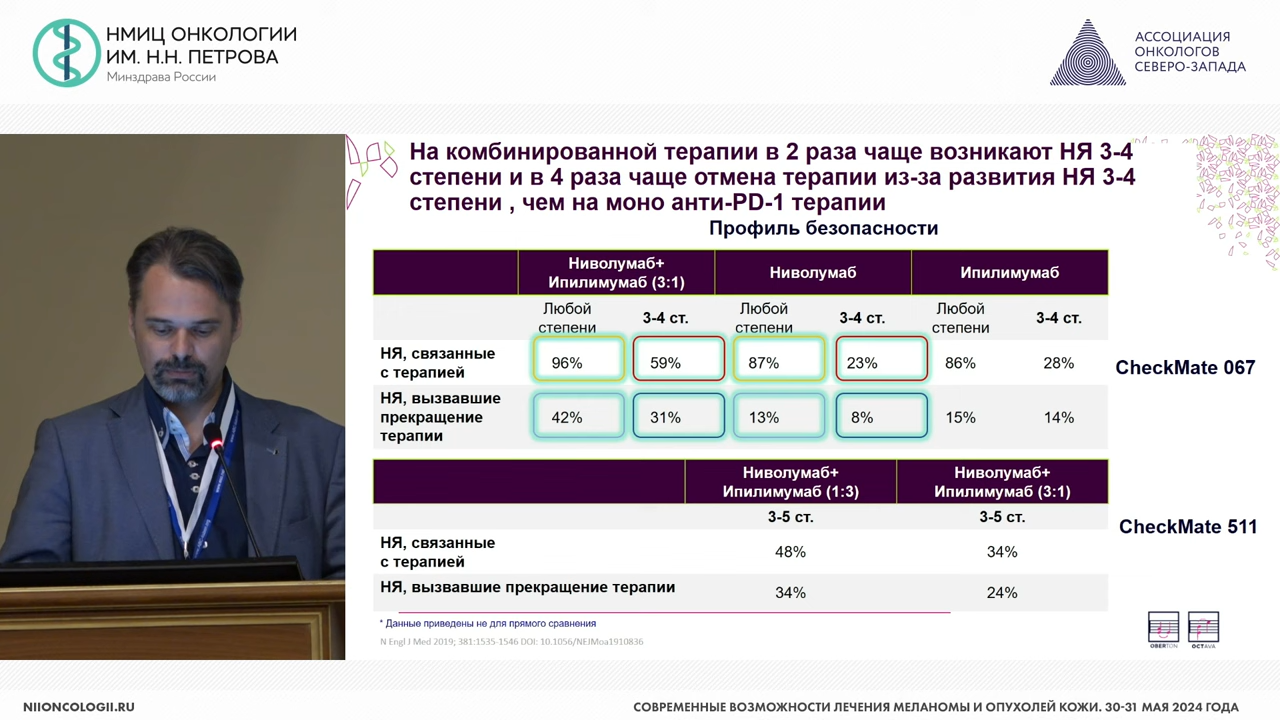 НМИЦ ОНКОЛОГИИ
ИМ. Н.Н. ПЕТРОВА
Минздрава России
АССОЦИАЦИЯ
ОНКОЛОГОВ
СЕВЕРО-ЗАПАДА
На комбинированной терапии в 2 раза чаще возникают НЯ 3-4
степени и в 4 раза чаще отмена терапии из-за развития НЯ 3-4
степени , чем на моно анти-PD-1 терапии
Профиль безопасности
Ниволумаб+
Ипилимумаб (3:1)
Ниволумаб
Ипилимумаб
Любой
степени
3-4 ст.
Любой
степени
3-4 ст.
Любой
степени
3-4 ст.
НЯ, связанные
с терапией
96% 59% 87% 23% 86% 28%
CheckMate 067
НЯ, вызвавшие
прекращение
терапии
42% 31% 13% 8% 15% 14%
Ниволумаб+
Ипилимумаб (1:3)
Ниволумаб+
Ипилимумаб (3:1)
3-5 ст. 3-5 ст.
CheckMate 511
НЯ, связанные
с терапией
48% 34%
НЯ, вызвавшие прекращение терапии
34% 24%
* Данные приведены не для прямого сравнения
N Engl J Med 2019; 381:1535-1546 DOI: 10.1056/NEJMoa1910836
OBERTON OCTAVA
NIIONCOLOGII.RU
СОВРЕМЕННЫЕ ВОЗМОЖНОСТИ ЛЕЧЕНИЯ МЕЛАНОМЫ И ОПУХОЛЕЙ КОЖИ. 30-31 МАЯ 2024 ГОДА